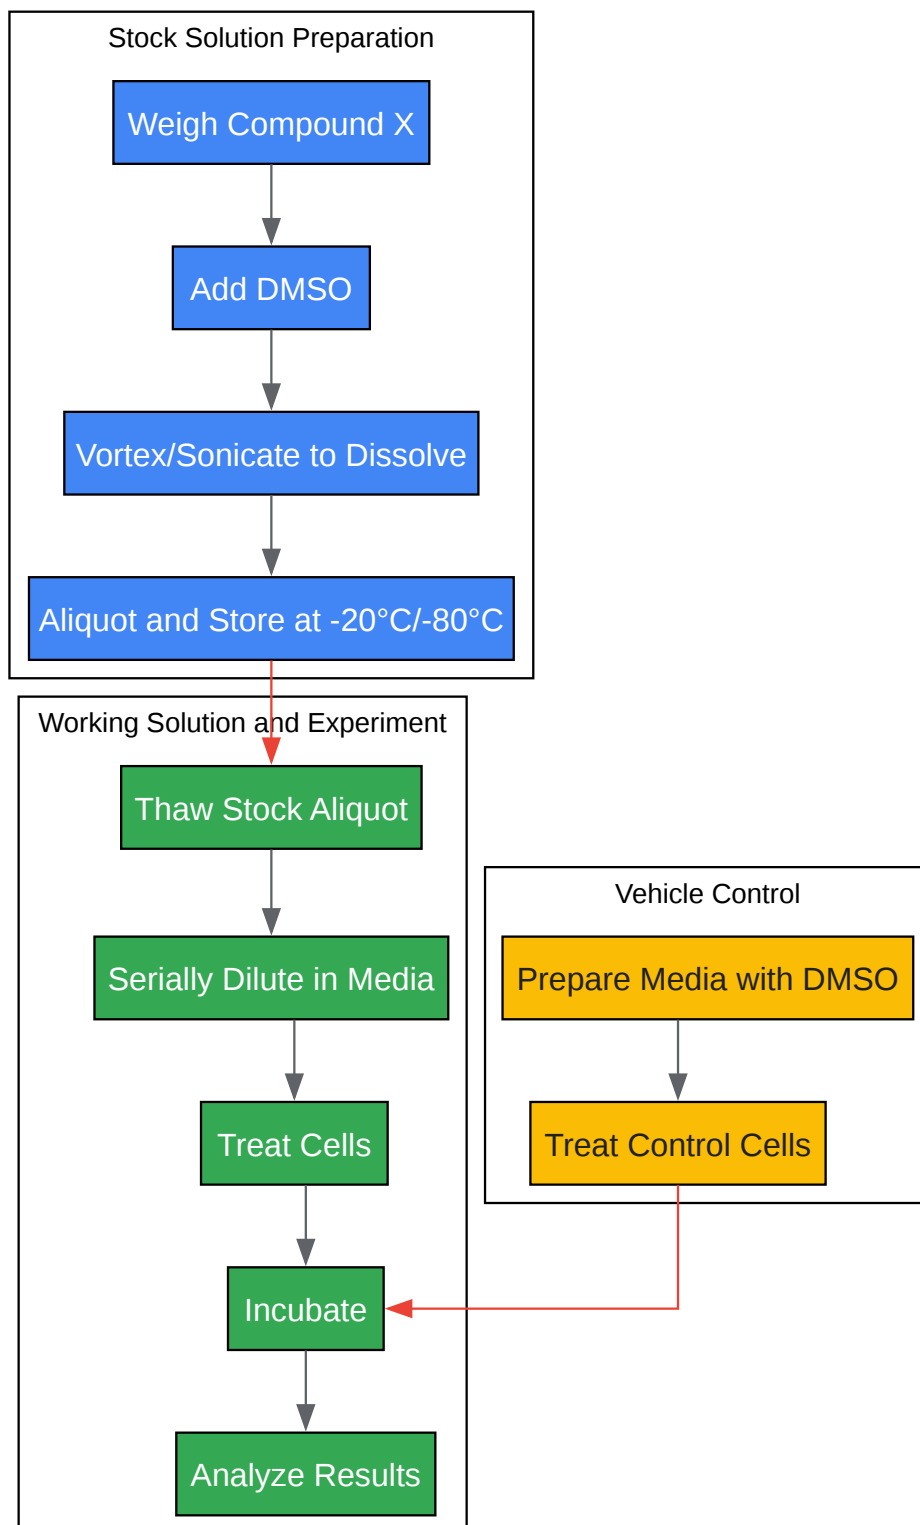 Stock Solution Preparation
Weigh Compound X
Add DMSO
Vortex/Sonicate to Dissolve
Aliquot and Store at -20°C/-80°C
Working Solution and Experiment
Thaw Stock Aliquot
Serially Dilute in Media
Treat Cells
Incubate
Analyze Results
Vehicle Control
Prepare Media with DMSO
Treat Control Cells